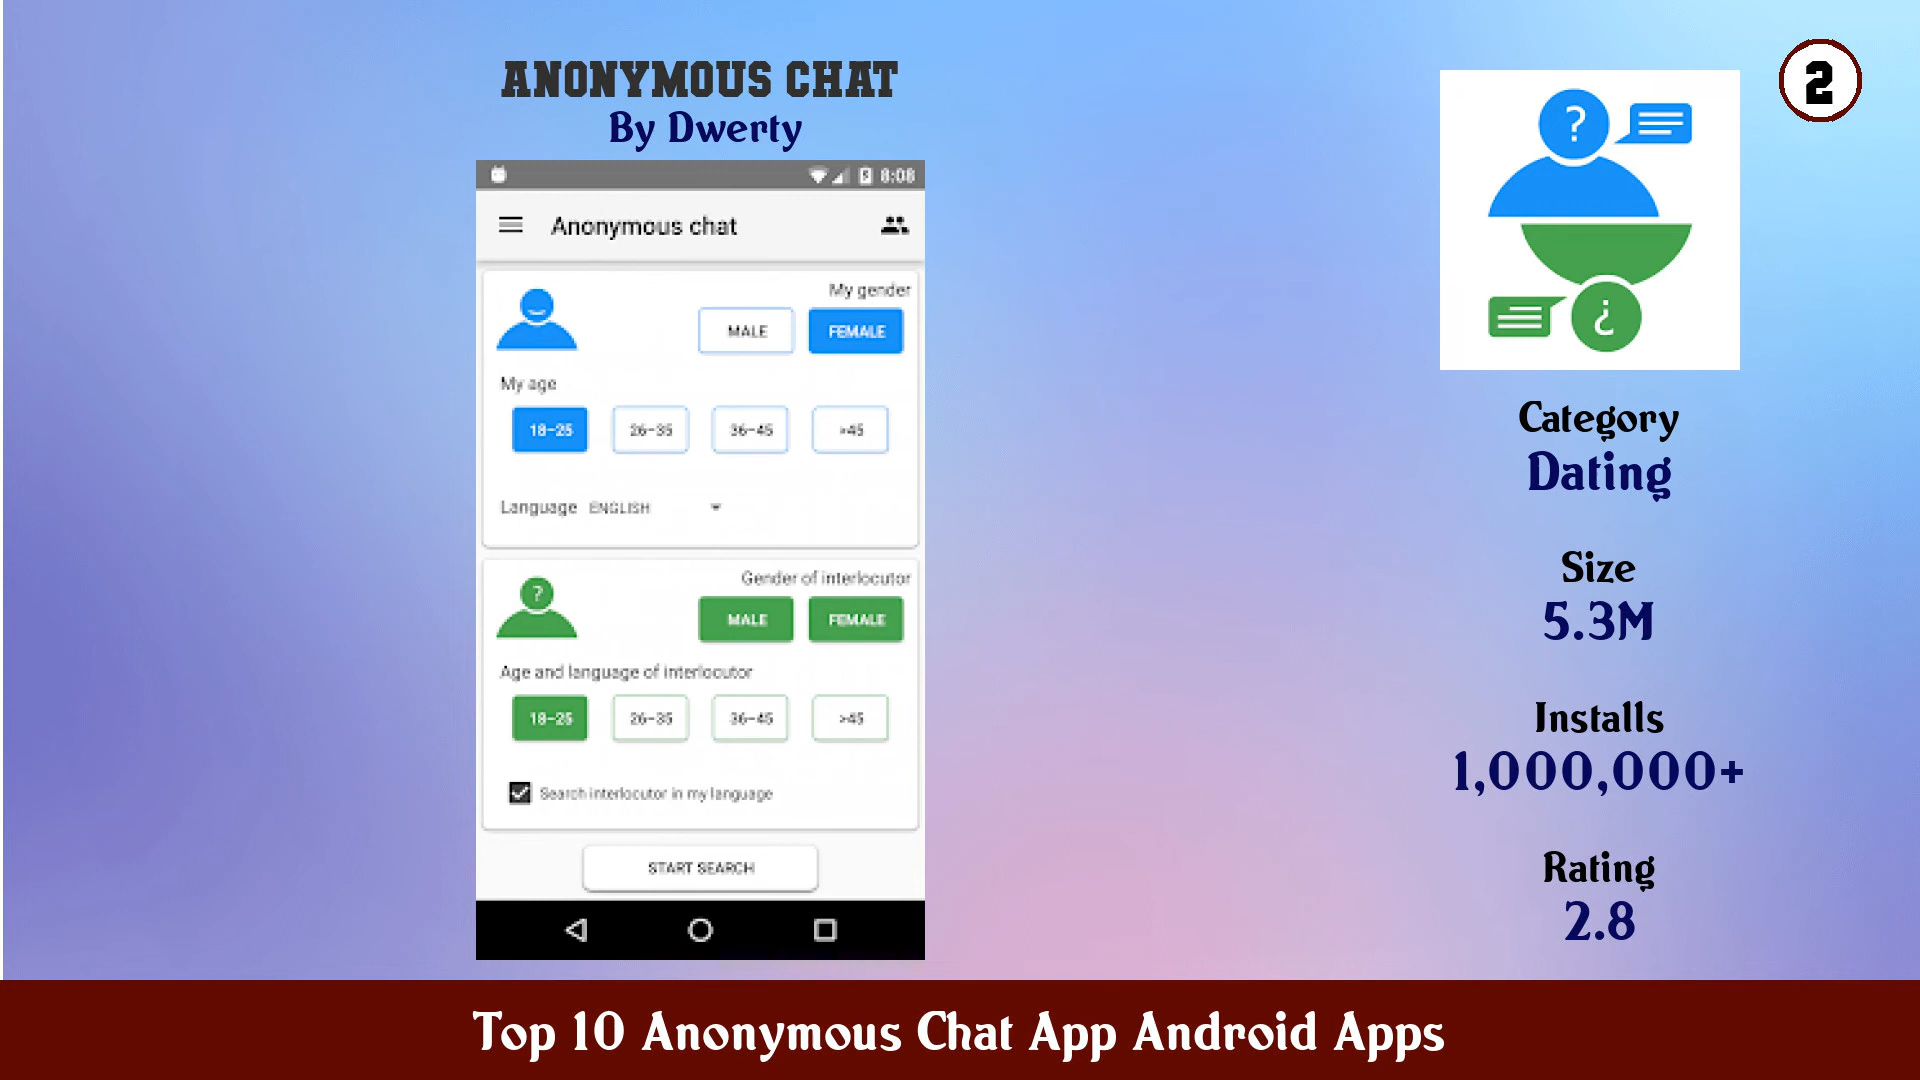 ANONYMOUS CHAT
By Dwerty
2
8:08
Anonymous chat
My gender
MALE FEMALE
My age
18-25 26-35 36-45 >45
Language ENGLISH
?
Gender of interlocutor
MALE FEMALE
Age and language of interlocutor
18-25 26-35 36-45 >45
Search interlocutor in my language
START SEARCH
?
¿
Category
Dating
Size
5.3M
Installs
1,000,000+
Rating
2.8
Top 10 Anonymous Chat App Android Apps